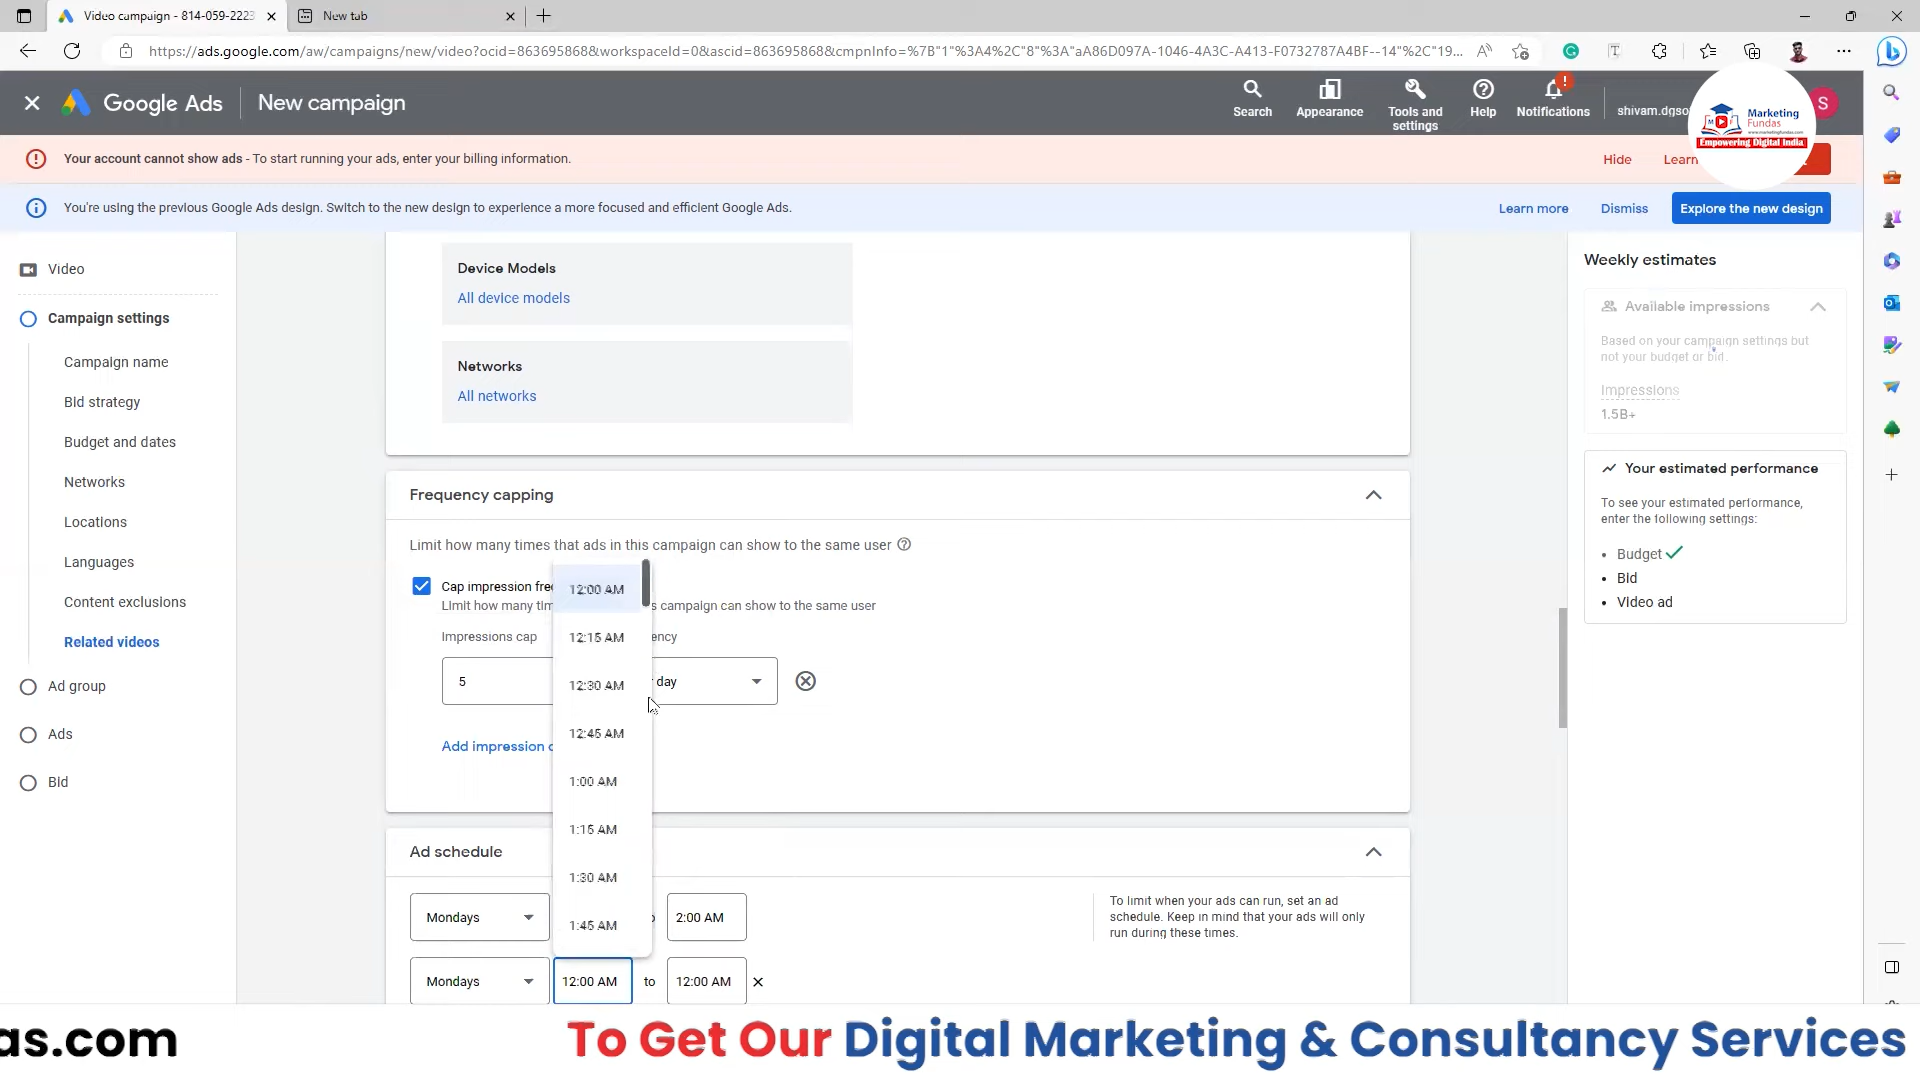 Video campaign - 814-059-2223
New tab
https://ads.google.com/aw/campaigns/new/video?ocid=863695868&workspaceId=0&ascid=863695868&cmpnInfo=%7B"1"%3A4%2C"8"%3A"aA86D097A-1046-4A3C-A413-F0732787A4BF--14"%2C"19...
Google Ads
New campaign
Search
Appearance
Tools and
settings
Help
Notifications
shivam.dgso
S
Marketing
Fundas
www.marketingfundas.com
Empowering Digital India
Your account cannot show ads - To start running your ads, enter your billing information.
Hide
Learn
You're using the previous Google Ads design. Switch to the new design to experience a more focused and efficient Google Ads.
Learn more
Dismiss
Explore the new design
Video
Campaign settings
Campaign name
Bid strategy
Budget and dates
Networks
Locations
Languages
Content exclusions
Related videos
Ad group
Ads
Bid
Device Models
All device models
Networks
All networks
Frequency capping
Limit how many times that ads in this campaign can show to the same user
Cap impression fre
Limit how many tim
s campaign can show to the same user
Impressions cap
ency
5
day
Add impression c
12:00 AM
12:15 AM
12:30 AM
12:45 AM
1:00 AM
1:15 AM
1:30 AM
1:45 AM
Ad schedule
Mondays
2:00 AM
Mondays
12:00 AM
to
12:00 AM
To limit when your ads can run, set an ad
schedule. Keep in mind that your ads will only
run during these times.
Weekly estimates
Available impressions
Based on your campaign settings but
not your budget or bid.
Impressions
1.5B+
Your estimated performance
To see your estimated performance,
enter the following settings:
Budget
Bid
Video ad
as.com
To Get Our Digital Marketing & Consultancy Services